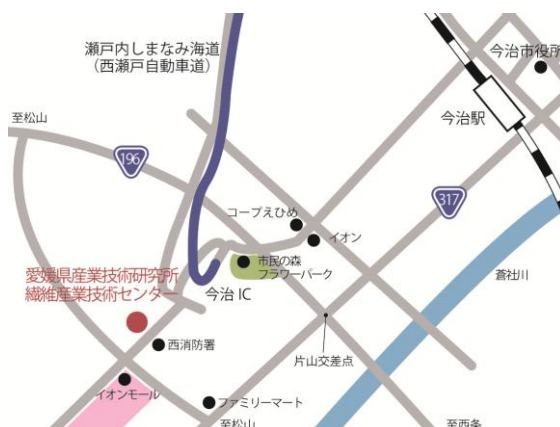 瀬戸内しまなみ海道
（西瀬戸自動車道）
今治市役所
至松山
今治駅
196
317
コープえひめ
イオン
市民の森
フラワーパーク
愛媛県産業技術研究所
繊維産業技術センター
今治 IC
蒼社川
西消防署
片山交差点
イオンモール
ファミリーマート
至松山
至西条